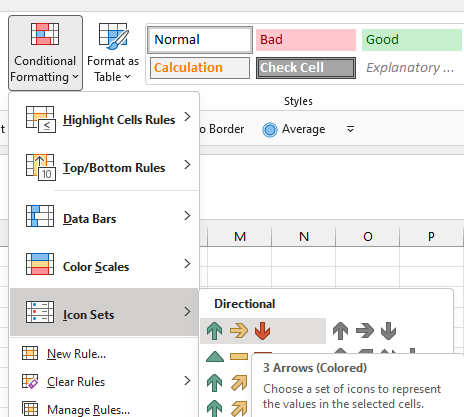 Conditional Formatting
Format as Table
Normal
Bad
Good
Calculation
Check Cell
Explanatory ...
Styles
Highlight Cells Rules
o Border
Average
Top/Bottom Rules
10
Data Bars
M
N
O
P
Color Scales
Icon Sets
Directional
New Rule...
3 Arrows (Colored)
Clear Rules
Choose a set of icons to represent
the values in the selected cells.
Manage Rules...